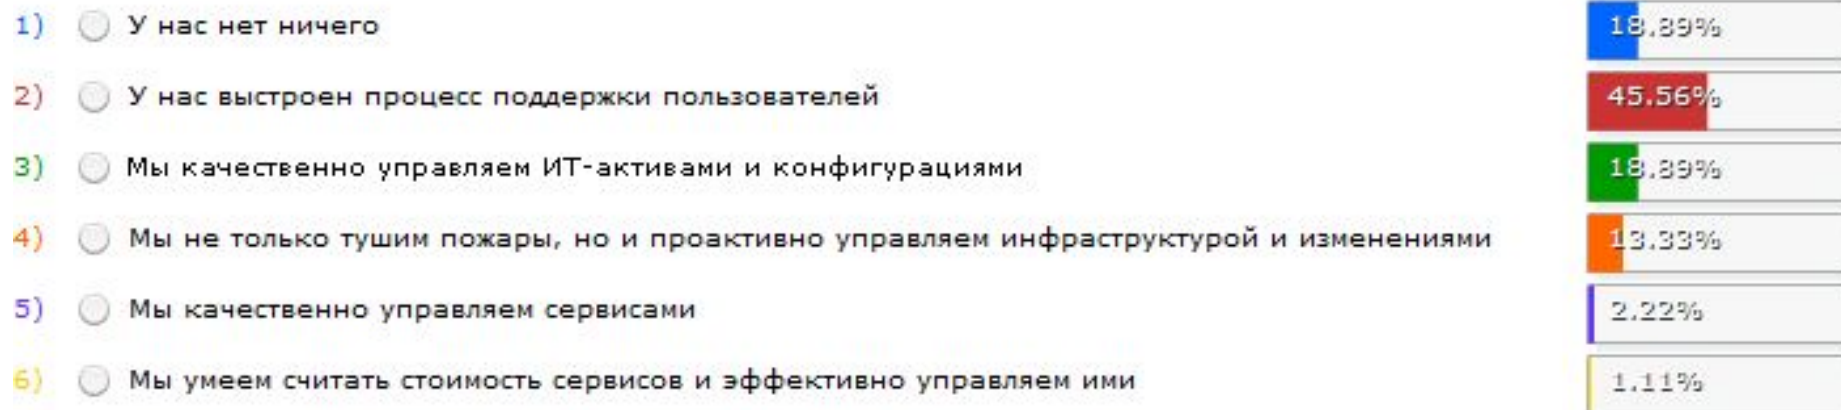 1) У нас нет ничего 18.89%
2) У нас выстроен процесс поддержки пользователей 45.56%
3) Мы качественно управляем ИТ-активами и конфигурациями 18.89%
4) Мы не только тушим пожары, но и проактивно управляем инфраструктурой и изменениями 13.33%
5) Мы качественно управляем сервисами 2.22%
6) Мы умеем считать стоимость сервисов и эффективно управляем ими 1.11%